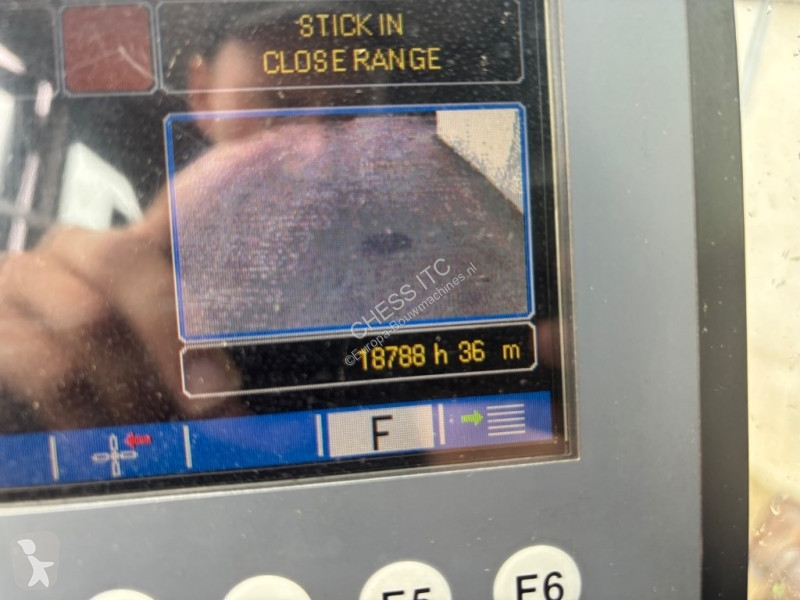 STICK IN
CLOSE RANGE
CHESS ITC
©Europa-Bouwmachines.nl
18788 h 36 m
F
F5
F6